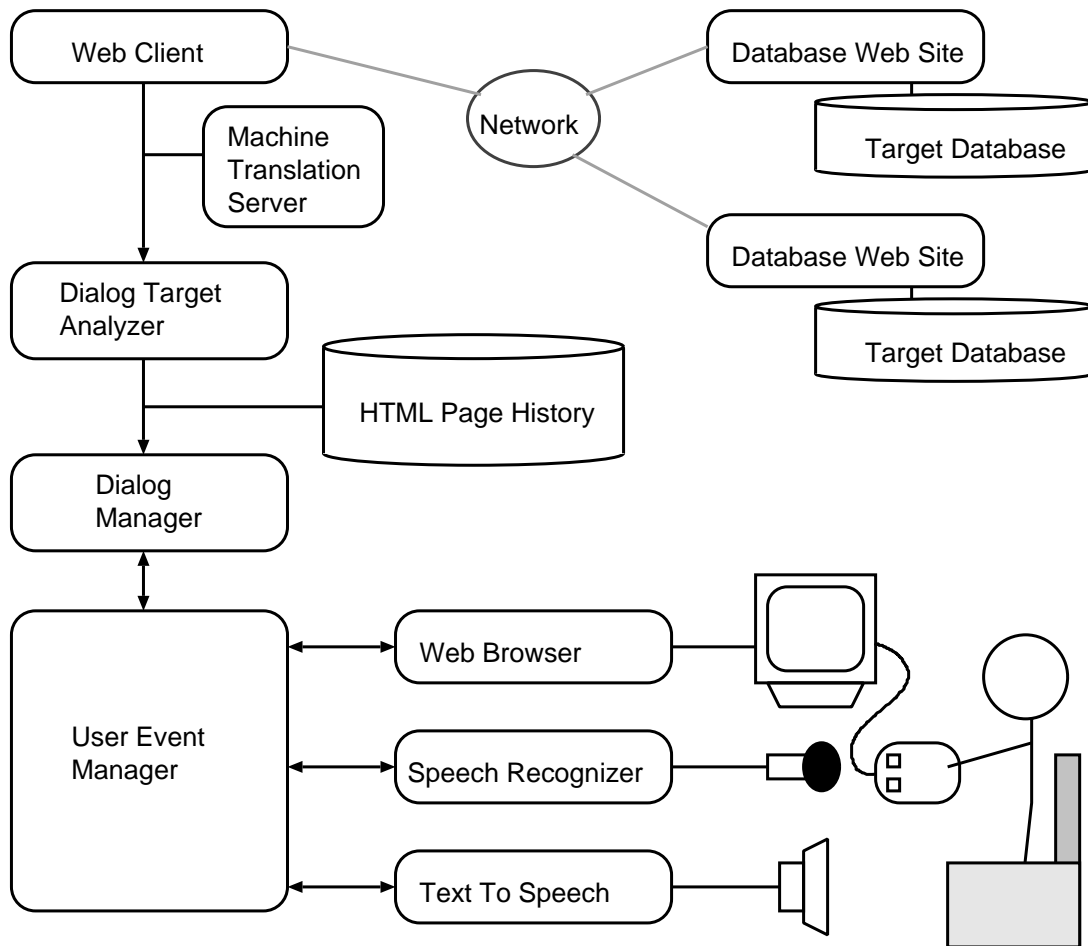 Web Client
Database Web Site
Target Database
Network
Machine
Translation
Server
Database Web Site
Target Database
Dialog Target
Analyzer
HTML Page History
Dialog
Manager
User Event
Manager
Web Browser
Speech Recognizer
Text To Speech